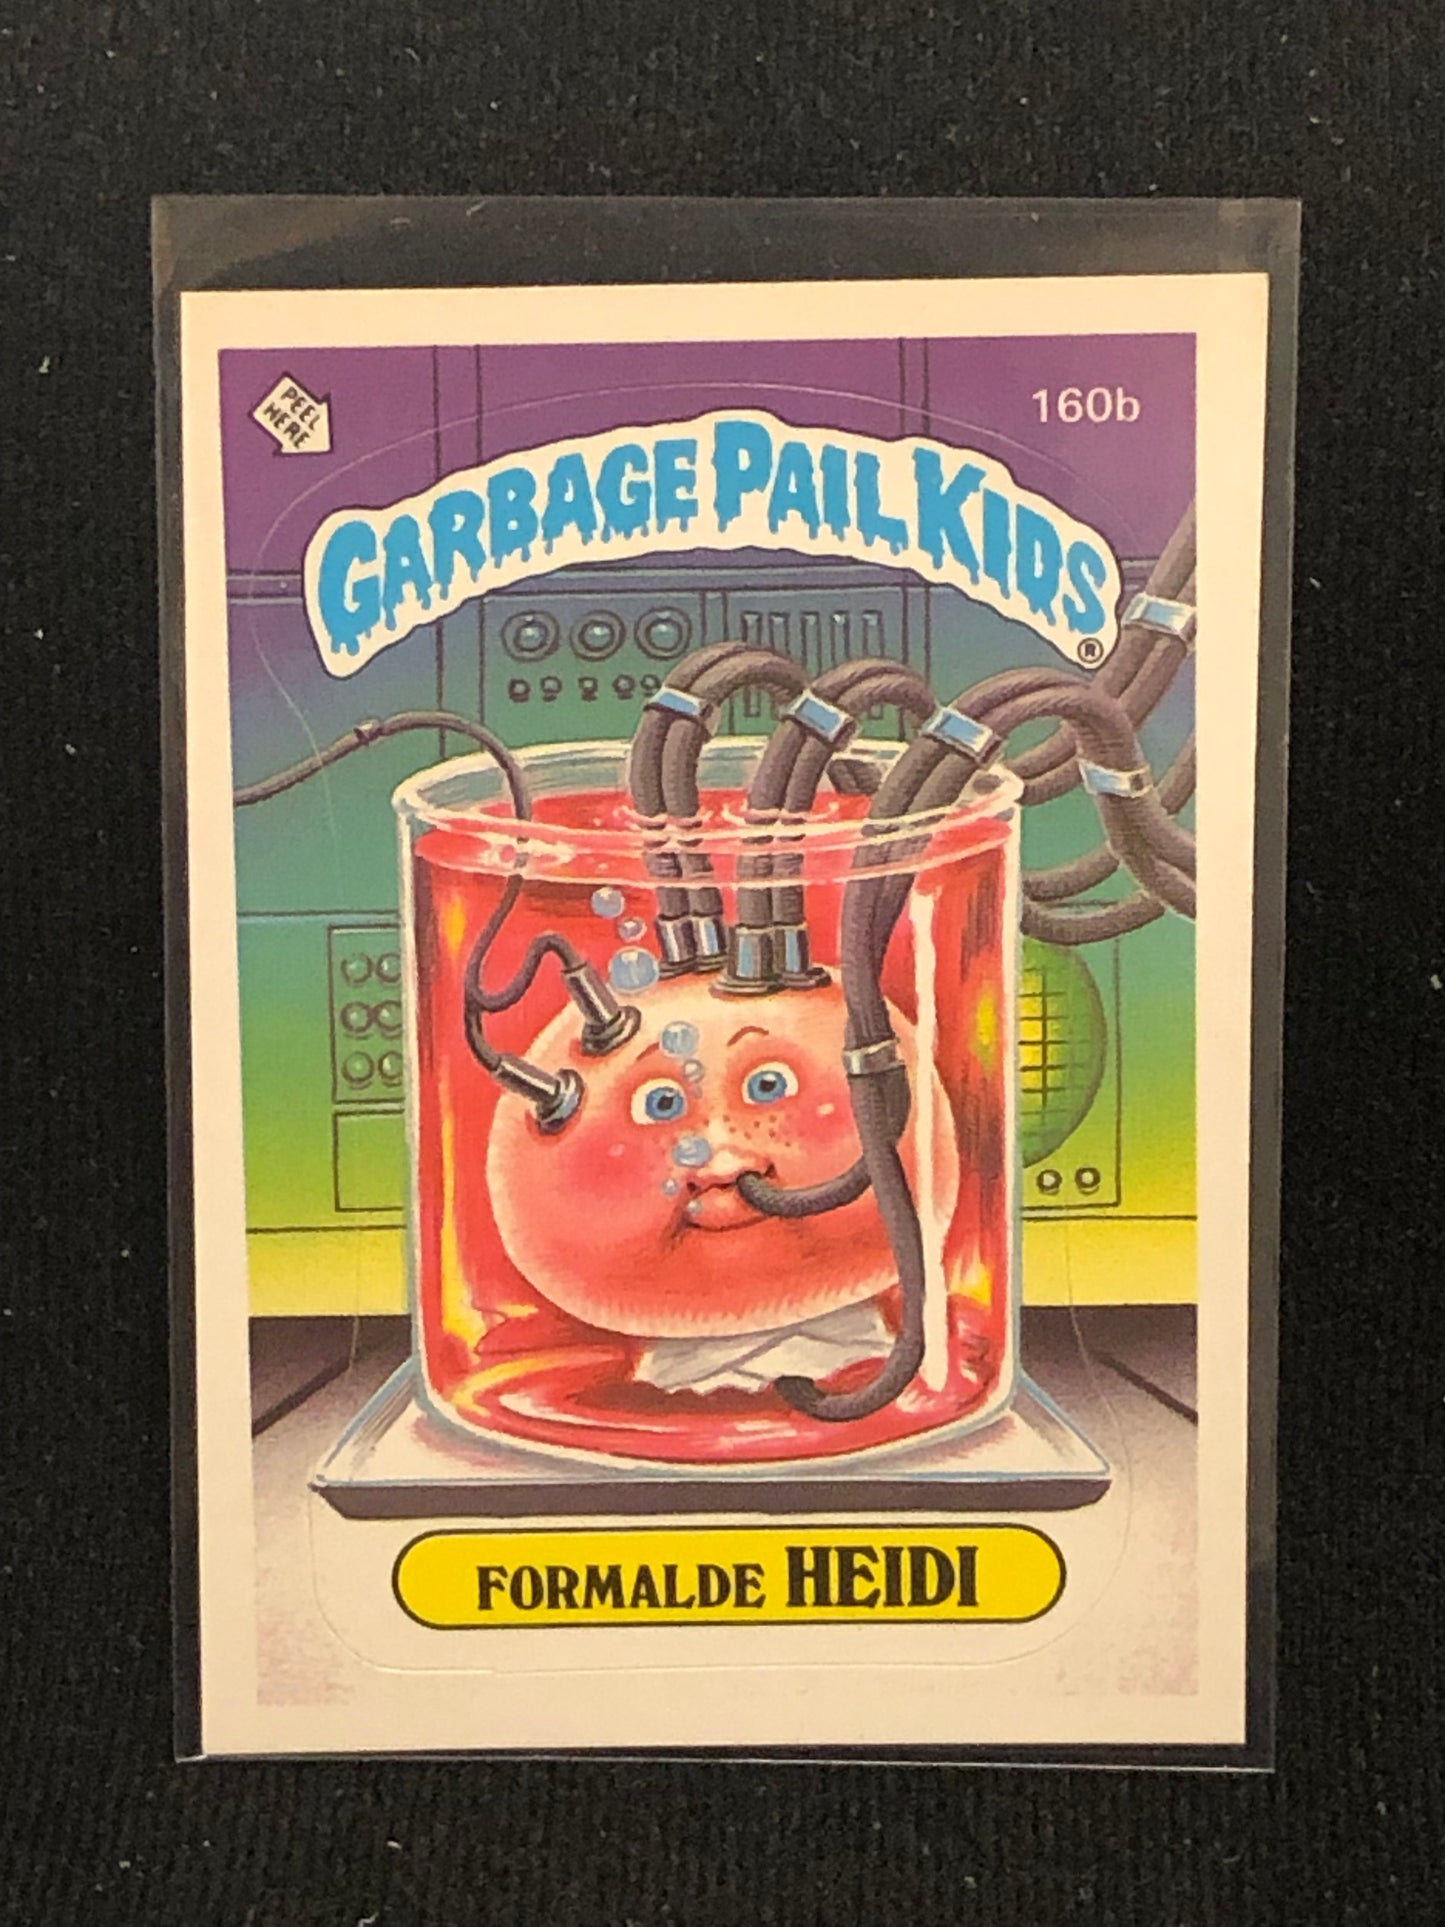 PEEL
HERE
160b
GARBAGE PAIL KIDS
®
FORMALDE HEIDI